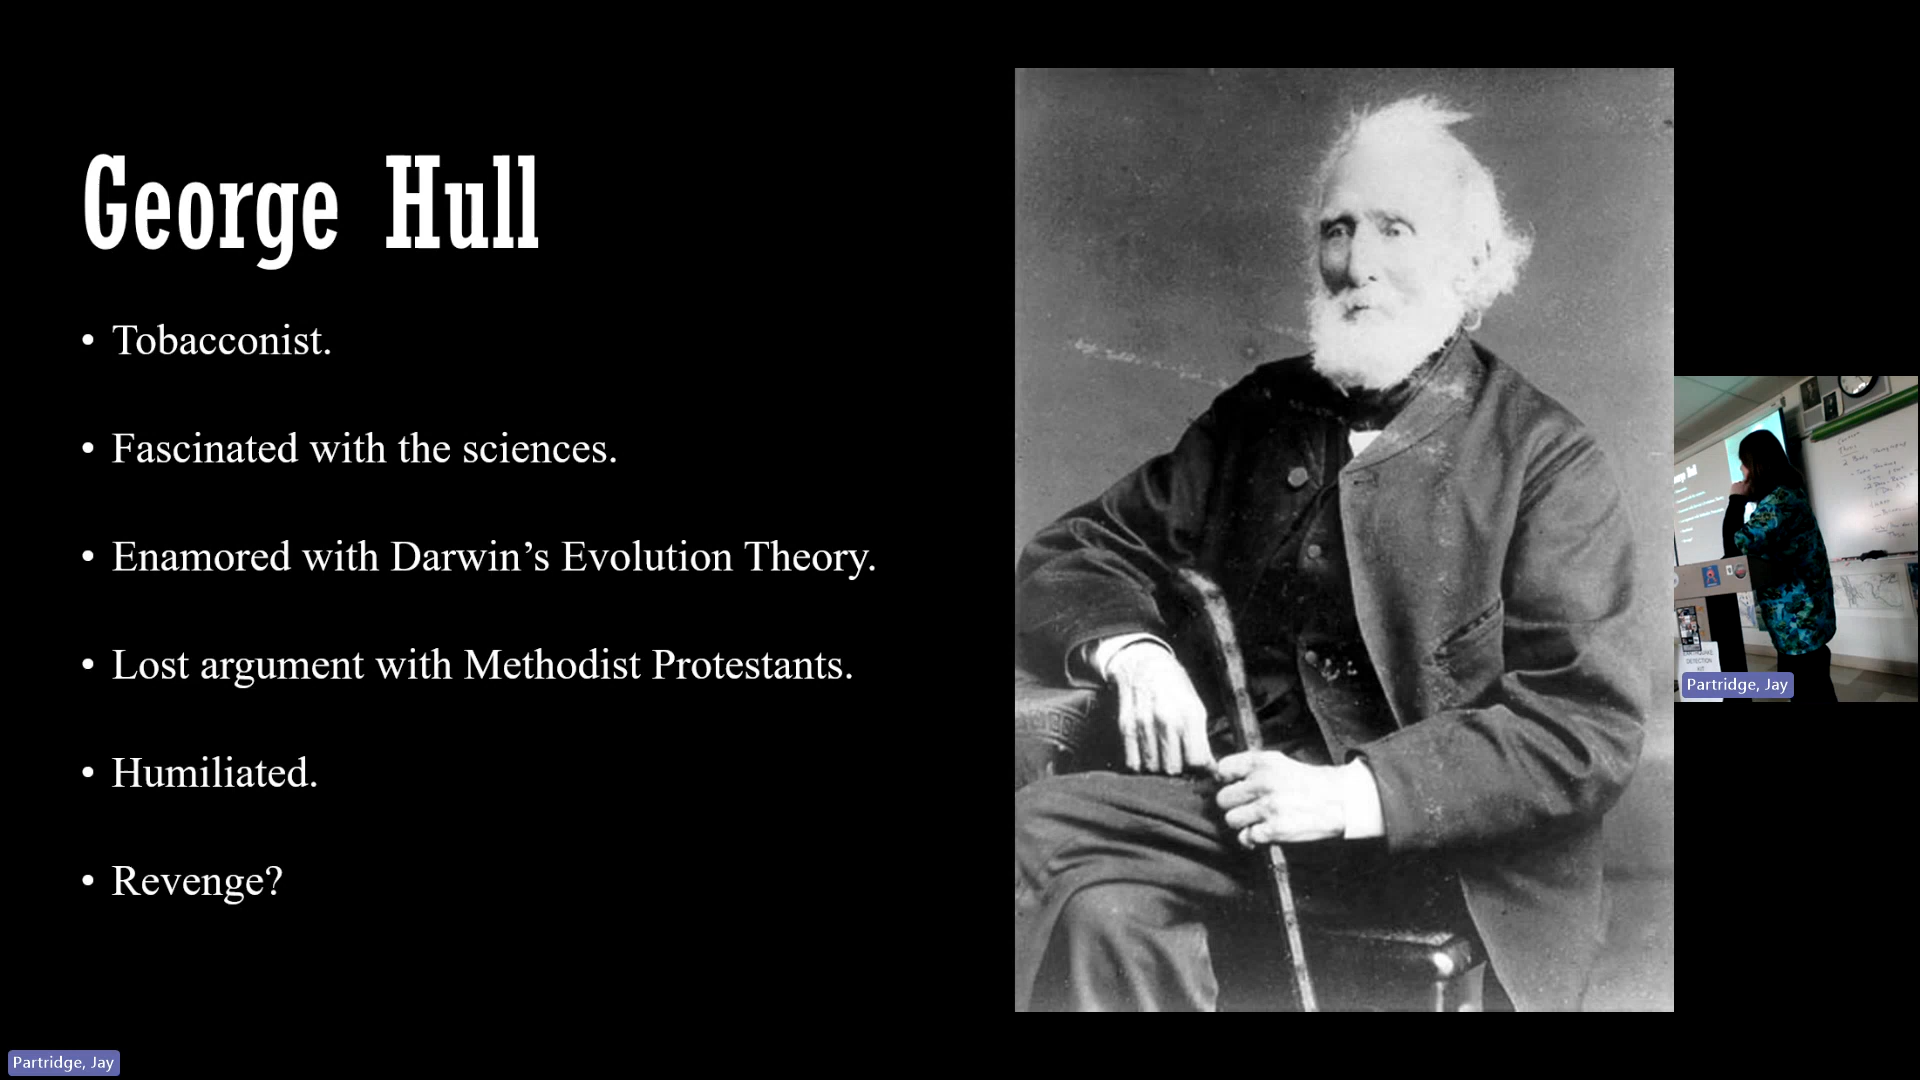 George Hull
• Tobacconist.
• Fascinated with the sciences.
• Enamored with Darwin’s Evolution Theory.
• Lost argument with Methodist Protestants.
• Humiliated.
• Revenge?
DETECTION
Partridge, Jay
Partridge, Jay